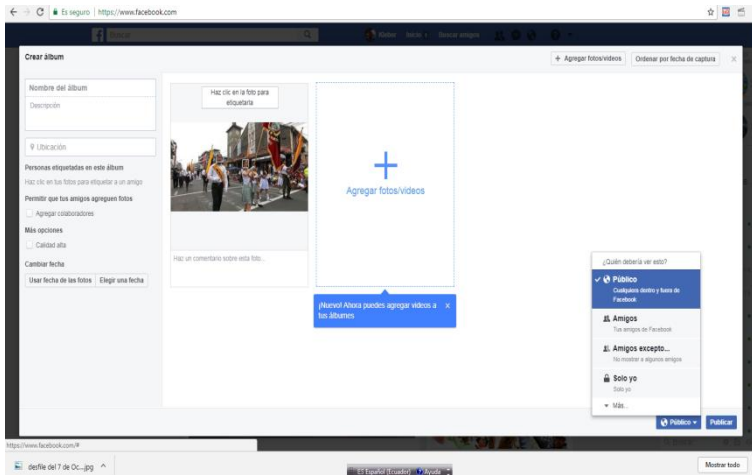 Es seguro | https://www.facebook.com
Busca
Kleber Inicio Buscar amigos
Crear álbum
+ Agregar fotos/videos
Ordenar por fecha de captura
X
Nombre del álbum
Descripción
Ubicación
Personas etiquetadas en este álbum
Haz clic en tus fotos para etiquetar a un amigo
Permitir que tus amigos agreguen fotos
Agregar colaboradores
Más opciones
Calidad alta
Cambiar fecha
Usar fecha de las fotos
Elegir una fecha
Haz clic en la foto para
etiquetarla
Haz un comentario sobre esta foto...
Agregar fotos/videos
¡Nuevo! Ahora puedes agregar videos a
tus álbumes
x
¿Quién debería ver esto?
Público
Cualquiera dentro y fuera de
Facebook
Amigos
Tus amigos de Facebook
Amigos excepto...
No mostrar a algunos amigos
Solo yo
Solo yo
Más...
Público
Publicar
https://www.facebook.com/#
desfile del 7 de Oc....jpg
ES Español (Ecuador) Ayuda
Mostrar todo